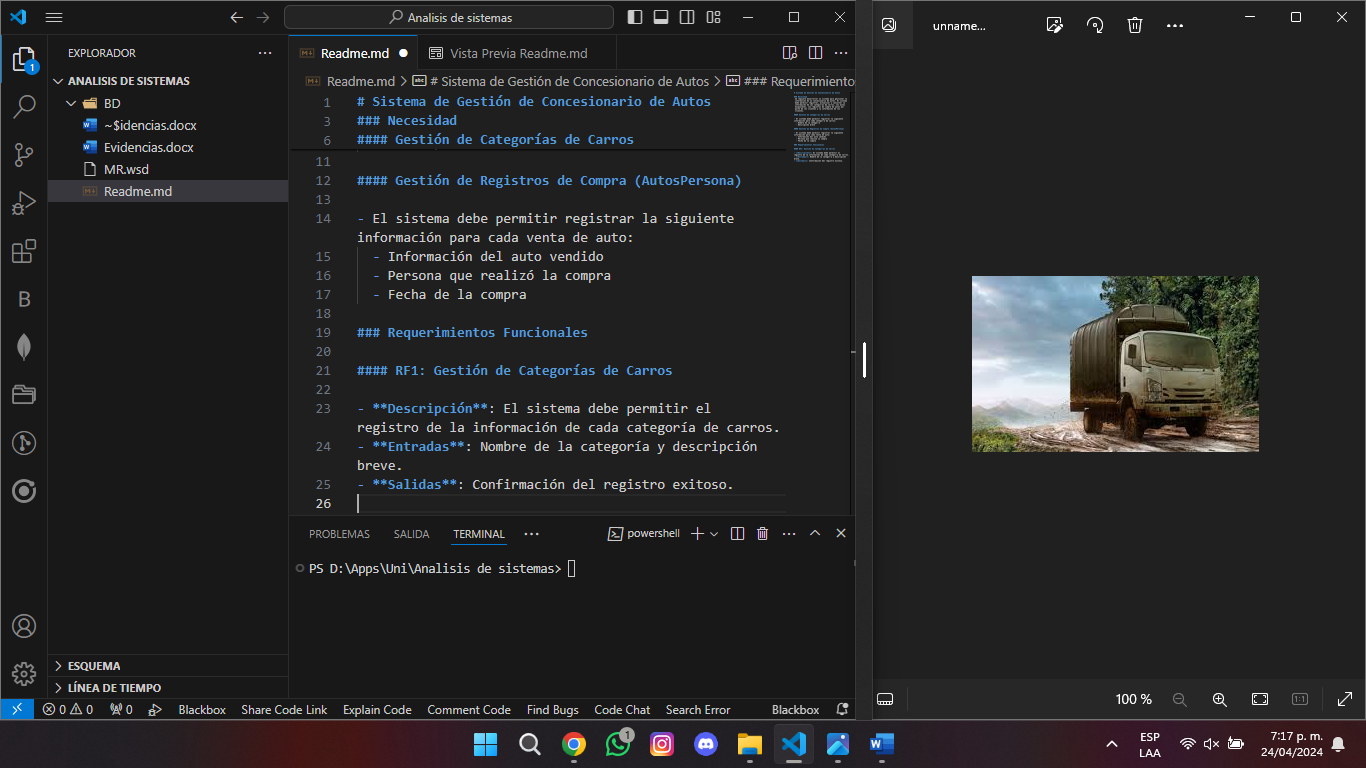 Analisis de sistemas
unname...
EXPLORADOR
ANALISIS DE SISTEMAS
BD
~$idencias.docx
Evidencias.docx
MR.wsd
Readme.md
ESQUEMA
LÍNEA DE TIEMPO
1
Readme.md
Vista Previa Readme.md
Readme.md > # Sistema de Gestión de Concesionario de Autos > ### Requerimiento
1 # Sistema de Gestión de Concesionario de Autos
3 ### Necesidad
6 #### Gestión de Categorías de Carros
11
12 #### Gestión de Registros de Compra (AutosPersona)
13
14 - El sistema debe permitir registrar la siguiente
información para cada venta de auto:
15 - Información del auto vendido
16 - Persona que realizó la compra
17 - Fecha de la compra
18
19 ### Requerimientos Funcionales
20
21 #### RF1: Gestión de Categorías de Carros
22
23 - **Descripción**: El sistema debe permitir el
registro de la información de cada categoría de carros.
24 - **Entradas**: Nombre de la categoría y descripción
breve.
25 - **Salidas**: Confirmación del registro exitoso.
26
PROBLEMAS SALIDA TERMINAL powershell
PS D:\Apps\Uni\Analisis de sistemas>
0 0 0 Blackbox Share Code Link Explain Code Comment Code Find Bugs Code Chat Search Error Blackbox
100 % 1:1
1
ESP
LAA
7:17 p. m.
24/04/2024